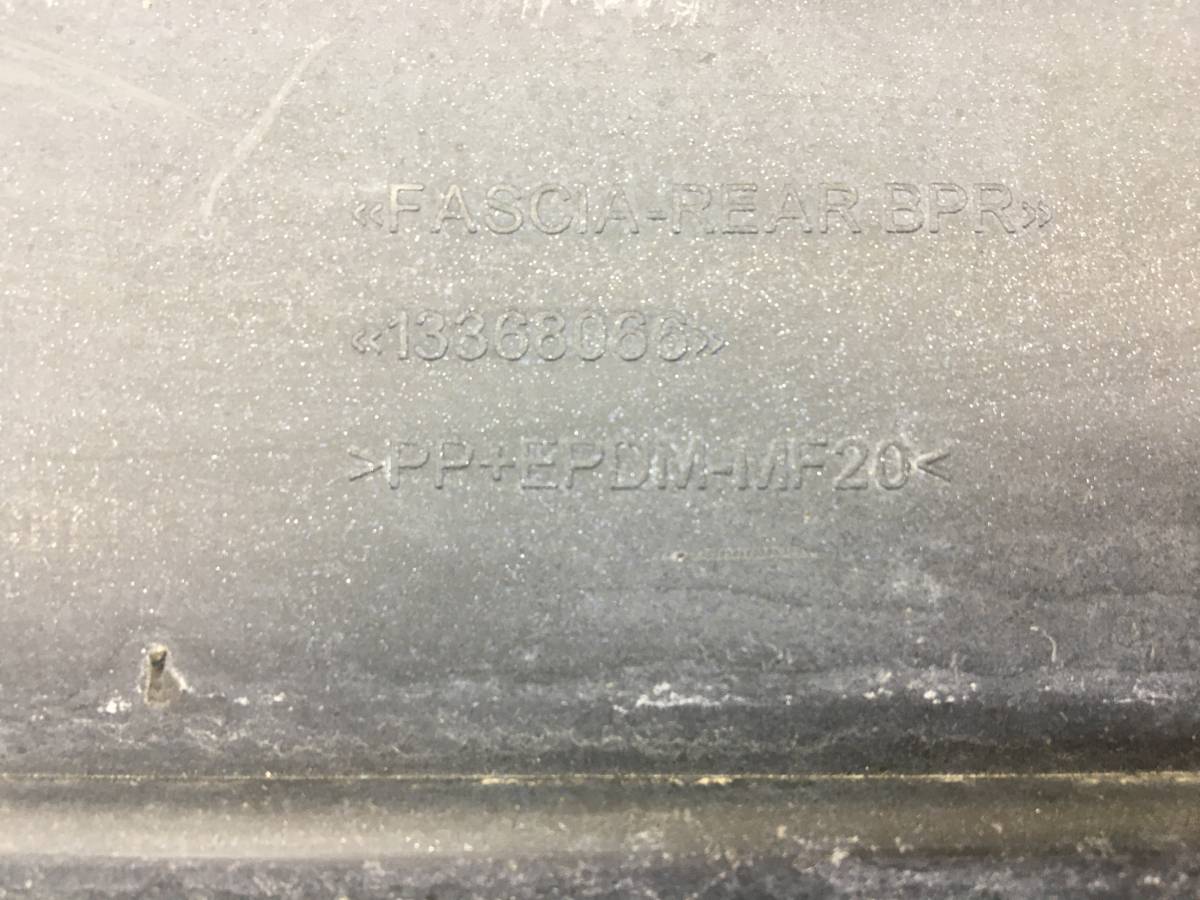 «FASCIA-REAR BPR»
«13368066»
>PP+EPDM-MF20<